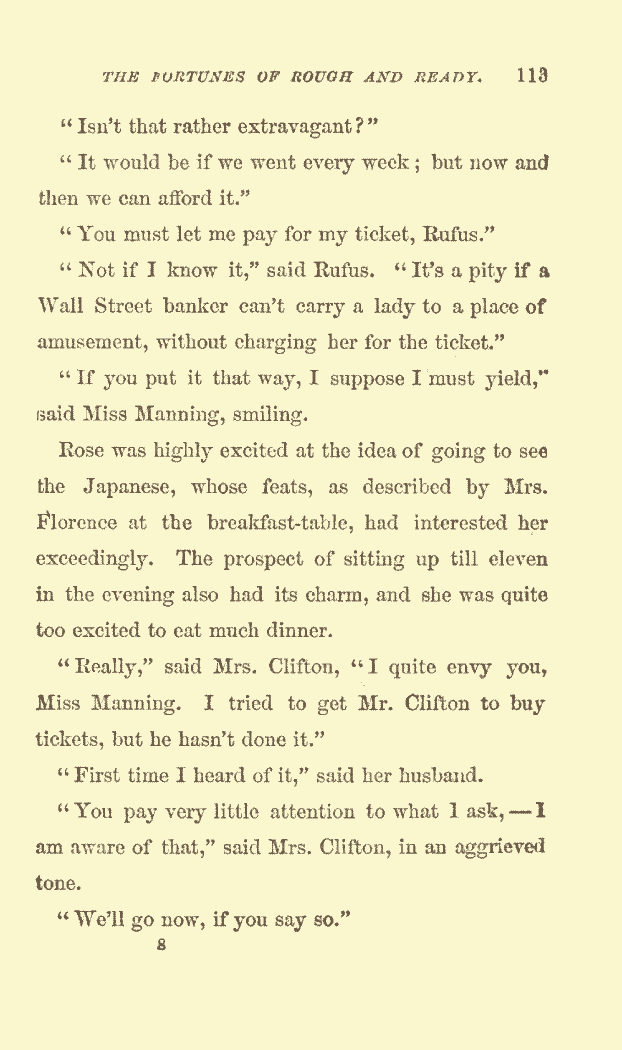 THE FORTUNES OF ROUGH AND READY. 113
“Isn’t that rather extravagant?”
“It would be if we went every week; but now and
then we can afford it.”
“You must let me pay for my ticket, Rufus.”
“Not if I know it,” said Rufus. “It’s a pity if a
Wall Street banker can’t carry a lady to a place of
amusement, without charging her for the ticket.”
“If you put it that way, I suppose I must yield,”
said Miss Manning, smiling.
Rose was highly excited at the idea of going to see
the Japanese, whose feats, as described by Mrs.
Florence at the breakfast-table, had interested her
exceedingly. The prospect of sitting up till eleven
in the evening also had its charm, and she was quite
too excited to eat much dinner.
“Really,” said Mrs. Clifton, “I quite envy you,
Miss Manning. I tried to get Mr. Clifton to buy
tickets, but he hasn’t done it.”
“First time I heard of it,” said her husband.
“You pay very little attention to what I ask,—I
am aware of that,” said Mrs. Clifton, in an aggrieved
tone.
“We’ll go now, if you say so.”
8